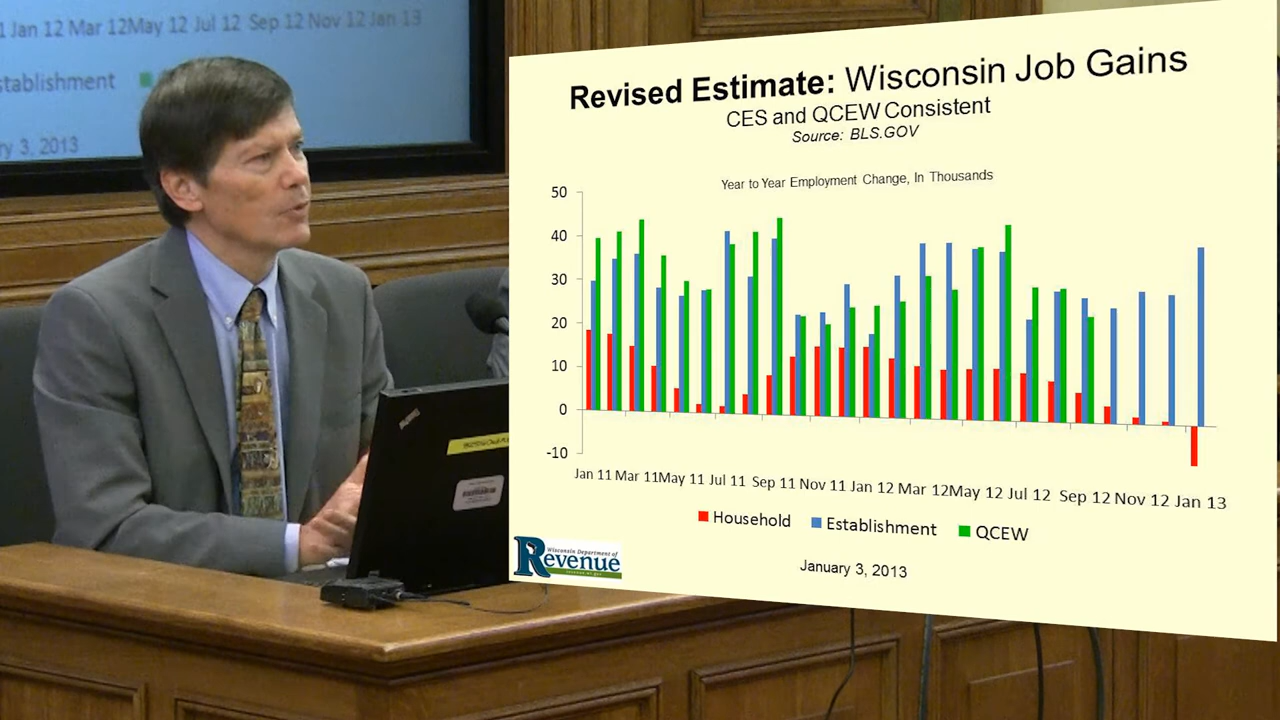 1 Jan 12 Mar 12May 12 Jul 12 Sep 12 Nov 12 Jan 13
stablishment
ry 3, 2013
Revised Estimate: Wisconsin Job Gains
CES and QCEW Consistent
Source: BLS.GOV
Year to Year Employment Change, In Thousands
50
40
30
20
10
0
-10
Jan 11 Mar 11May 11 Jul 11 Sep 11 Nov 11 Jan 12 Mar 12May 12 Jul 12 Sep 12 Nov 12 Jan 13
Household Establishment QCEW
Wisconsin Department of
Revenue
January 3, 2013